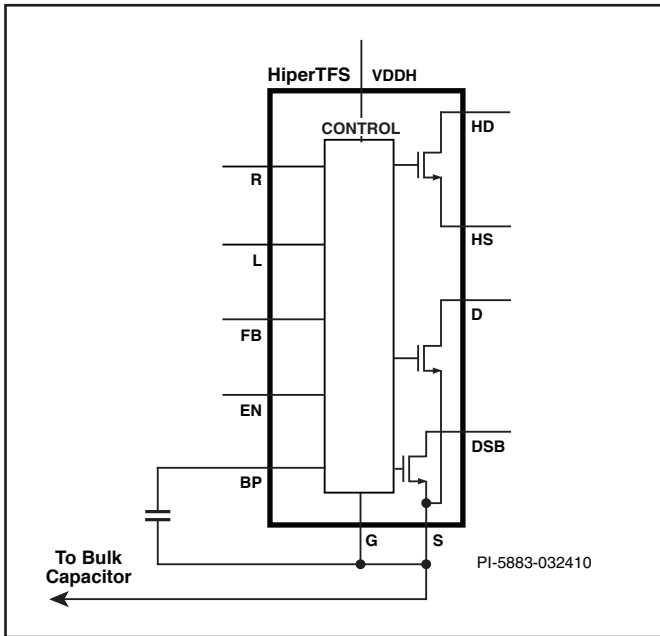 HiperTFS
VDDH
CONTROL
HD
R
HS
L
D
FB
EN
DSB
BP
G
S
To Bulk
Capacitor
PI-5883-032410